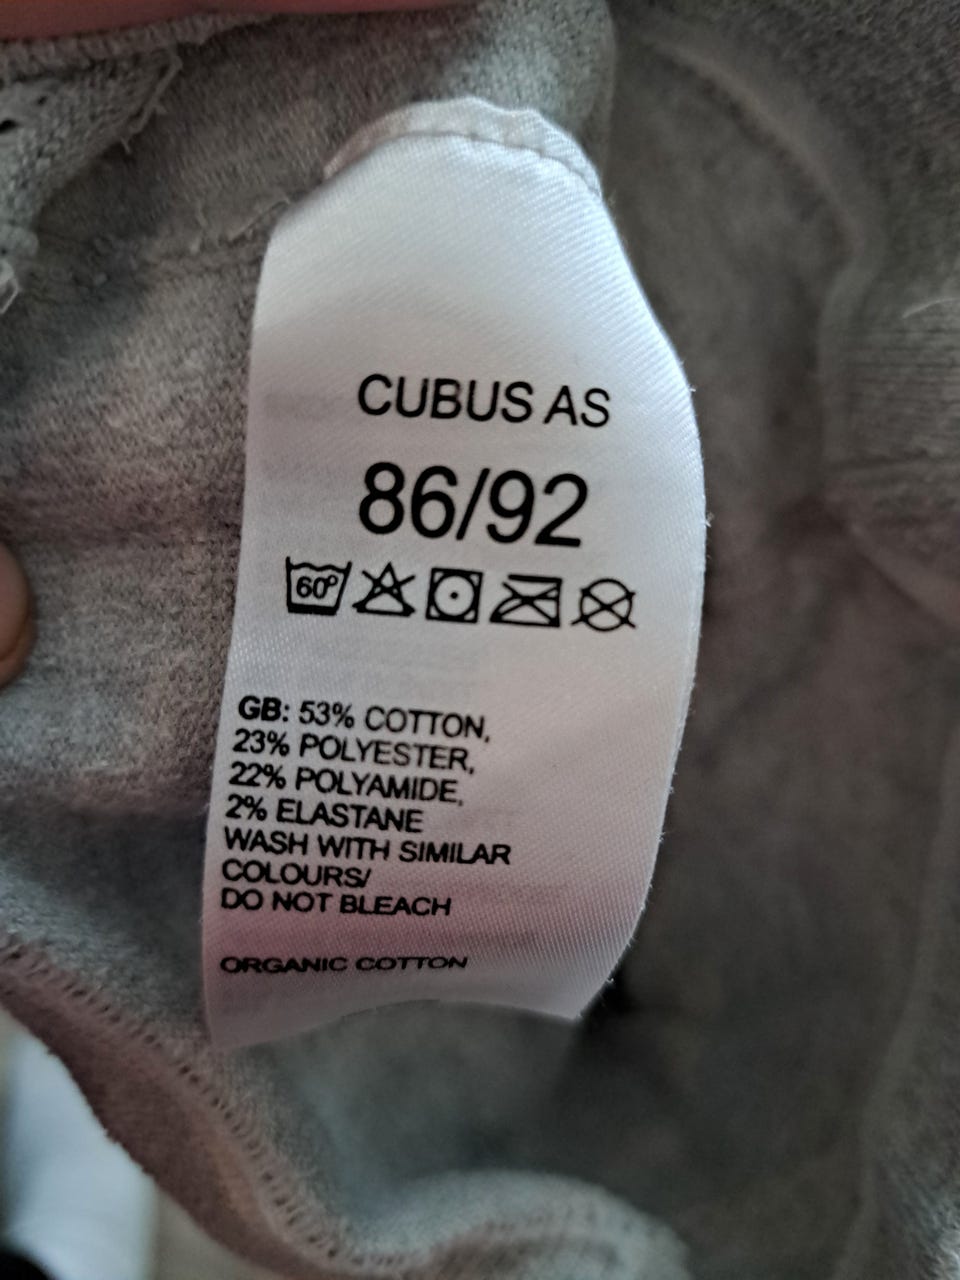 CUBUS AS
86/92
60°
GB: 53% COTTON,
23% POLYESTER,
22% POLYAMIDE,
2% ELASTANE
WASH WITH SIMILAR
COLOURS/
DO NOT BLEACH
ORGANIC COTTON